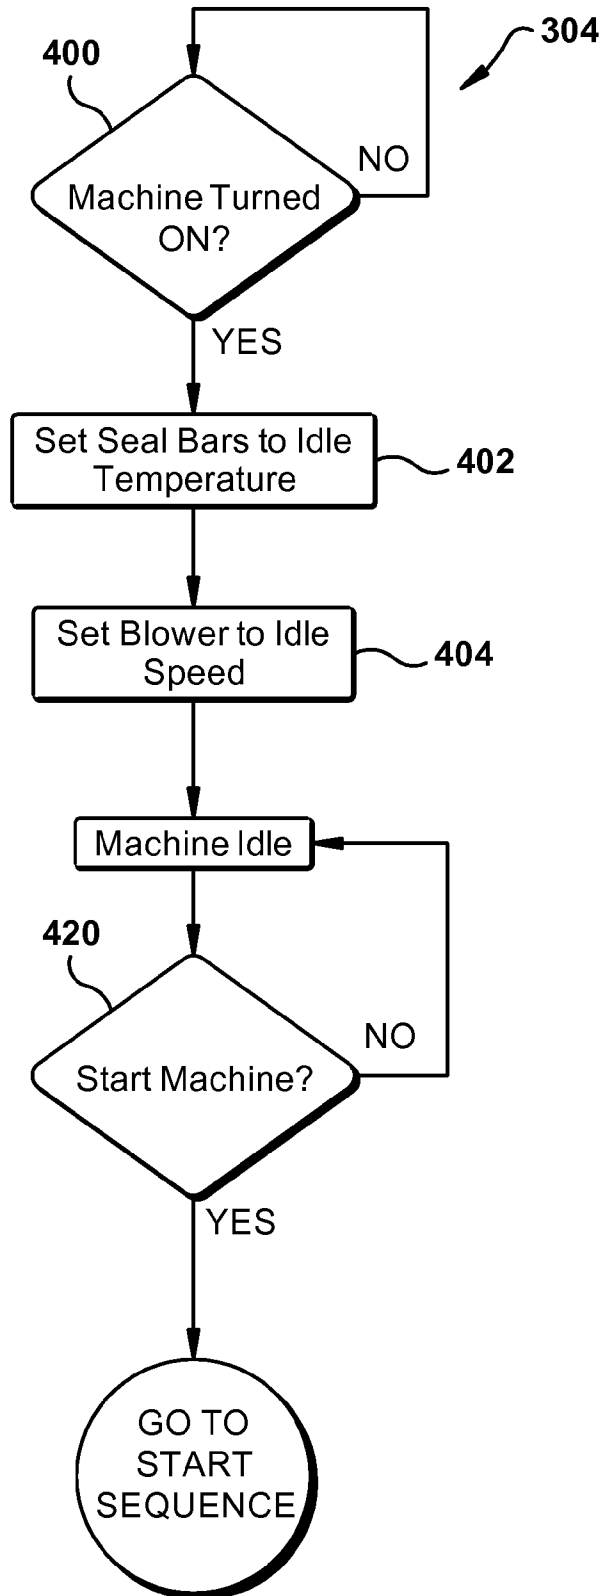 304
400
NO
Machine Turned
ON?
YES
Set Seal Bars to Idle
Temperature
402
Set Blower to Idle
Speed
404
Machine Idle
420
NO
Start Machine?
YES
GO TO
START
SEQUENCE